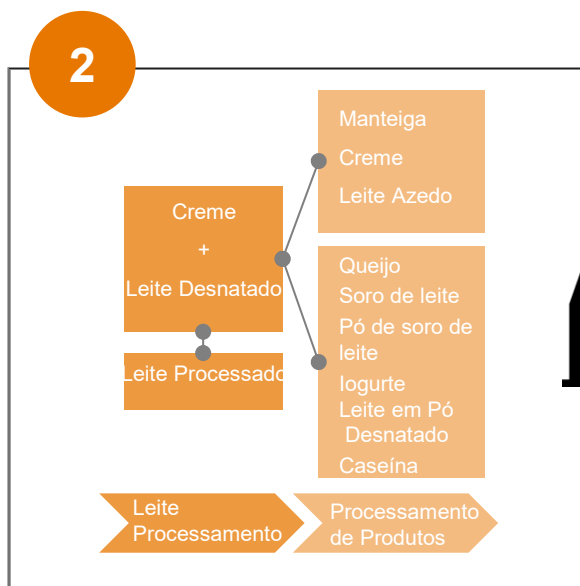 2
Manteiga
Creme
Leite Azedo
Creme
+
Leite Desnatado
Leite Processado
Queijo
Soro de leite
Pó de soro de
leite
Iogurte
Leite em Pó
Desnatado
Caseína
Leite
Processamento
Processamento
de Produtos